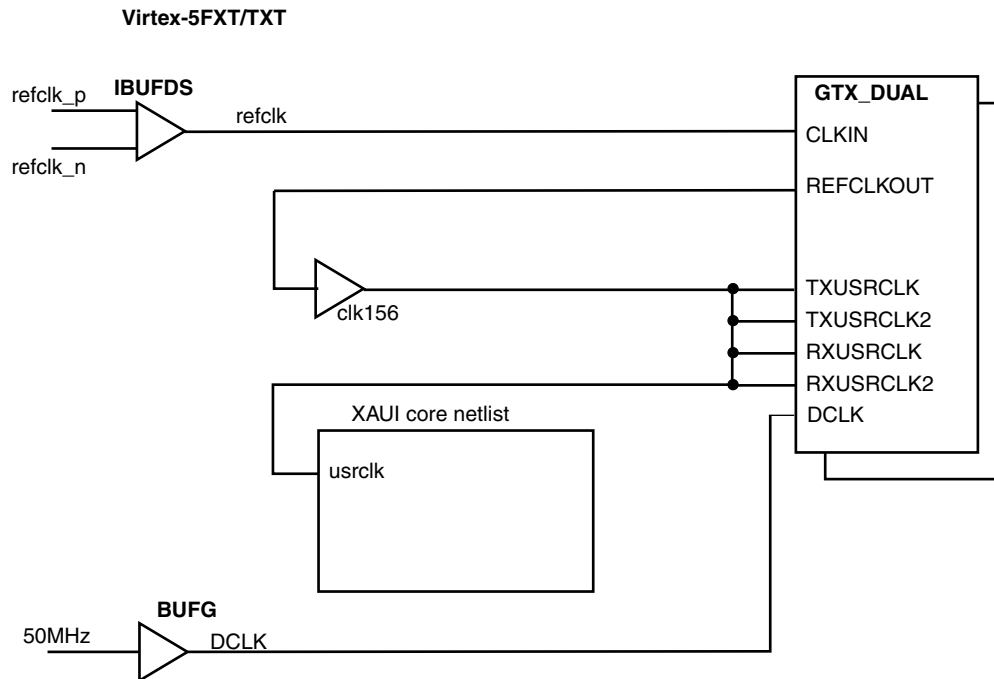 Virtex-5FXT/TXT
IBUFDS
refclk_p
refclk
refclk_n
GTX_DUAL
CLKIN
REFCLKOUT
clk156
TXUSRCLK
TXUSRCLK2
RXUSRCLK
RXUSRCLK2
DCLK
XAUI core netlist
usrclk
BUFG
50MHz
DCLK